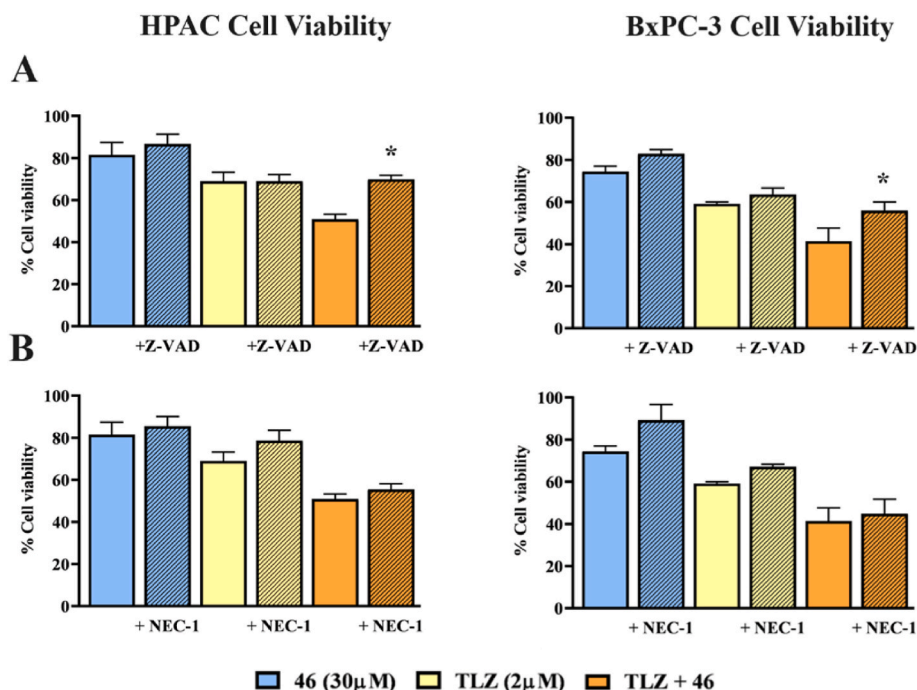 HPAC Cell Viability
BxPC-3 Cell Viability
A
% Cell viability
100
80
60
40
20
0
*
+Z-VAD +Z-VAD +Z-VAD
% Cell viability
100
80
60
40
20
0
*
+ Z-VAD + Z-VAD + Z-VAD
B
% Cell viability
100
80
60
40
20
0
+ NEC-1 + NEC-1 + NEC-1
% Cell viability
100
80
60
40
20
0
+ NEC-1 + NEC-1 + NEC-1
46 (30μM) TLZ (2μM) TLZ + 46